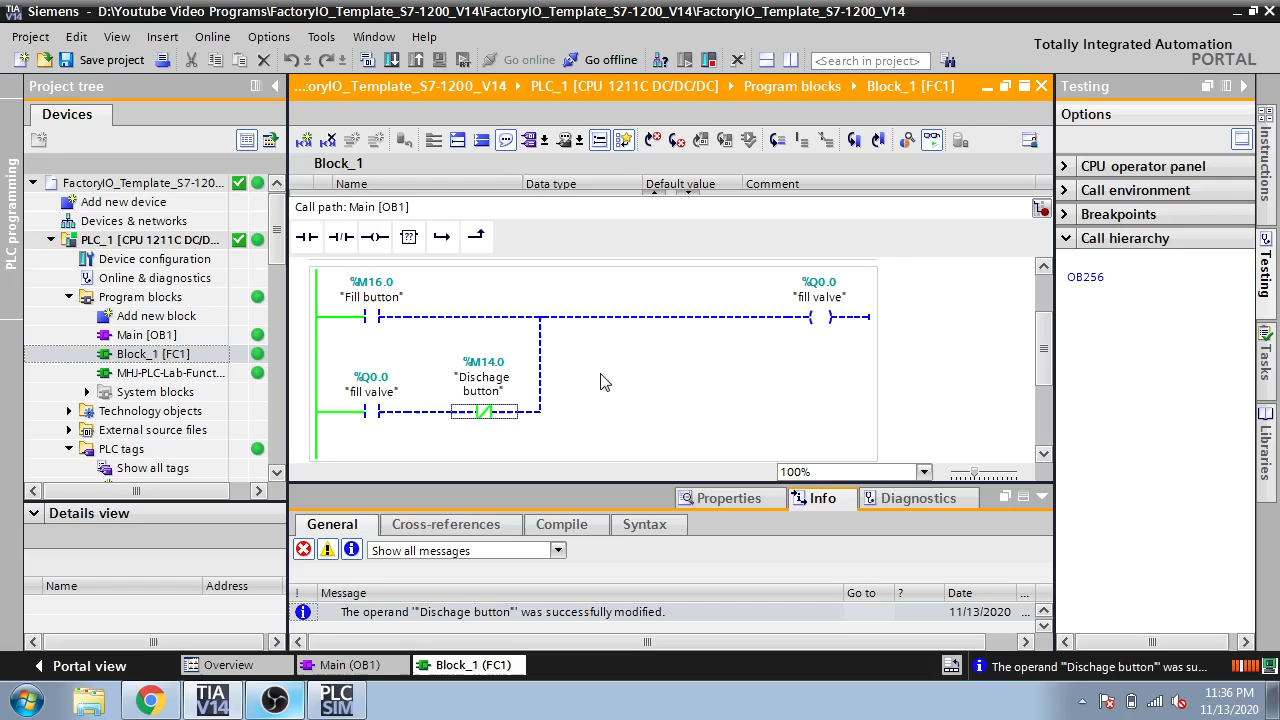 Siemens - D:\Youtube Video Programs\FactoryIO_Template_S7-1200_V14\FactoryIO_Template_S7-1200_V14\FactoryIO_Template_S7-1200_V14
Project Edit View Insert Online Options Tools Window Help
Totally Integrated Automation
PORTAL
Save project Go online Go offline <Search in project>
Project tree
Devices
PLC programming
FactoryIO_Template_S7-120...
Add new device
Devices & networks
PLC_1 [CPU 1211C DC/D...
Device configuration
Online & diagnostics
Program blocks
Add new block
Main [OB1]
Block_1 [FC1]
MHJ-PLC-Lab-Funct...
System blocks
Technology objects
External source files
PLC tags
Show all tags
Details view
Name Address
...oryIO_Template_S7-1200_V14 PLC_1 [CPU 1211C DC/DC/DC] Program blocks Block_1 [FC1]
Block_1
Name Data type Default value Comment
Call path: Main [OB1]
%M16.0
"Fill button"
%Q0.0
"fill valve"
%Q0.0
"fill valve"
%M14.0
"Dischage
button"
100%
Properties Info Diagnostics
General Cross-references Compile Syntax
Show all messages
! Message Go to ? Date ...
The operand '"Dischage button"' was successfully modified. 11/13/2020 ...
Testing
Options
CPU operator panel
Call environment
Breakpoints
Call hierarchy
OB256
Instructions
Testing
Tasks
Libraries
Portal view Overview Main (OB1) Block_1 (FC1) The operand '"Dischage button"' was su...
TIA V14
PLC SIM
11:36 PM
11/13/2020